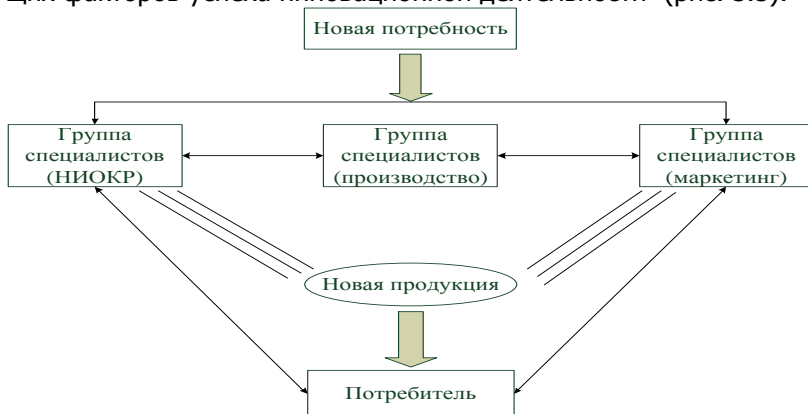 Новая потребность
Группа
специалистов
(НИОКР)
Группа
специалистов
(производство)
Группа
специалистов
(маркетинг)
Новая продукция
Потребитель